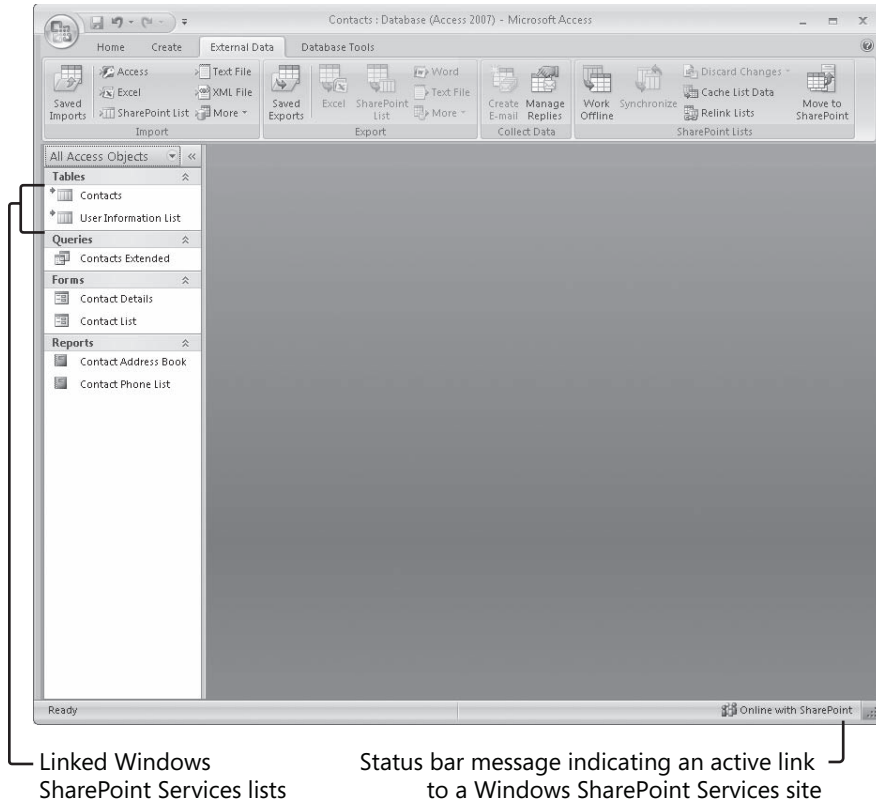 Contacts : Database (Access 2007) - Microsoft Access
Home Create External Data Database Tools
Saved Imports
Access
Excel
SharePoint List
Text File
XML File
More
Import
Saved Exports
Excel
SharePoint List
Word
Text File
More
Export
Create E-mail
Manage Replies
Collect Data
Work Offline
Synchronize
Discard Changes
Cache List Data
Relink Lists
Move to SharePoint
SharePoint Lists
All Access Objects
Tables
Contacts
User Information List
Queries
Contacts Extended
Forms
Contact Details
Contact List
Reports
Contact Address Book
Contact Phone List
Ready
Online with SharePoint
Linked Windows
SharePoint Services lists
Status bar message indicating an active link
to a Windows SharePoint Services site